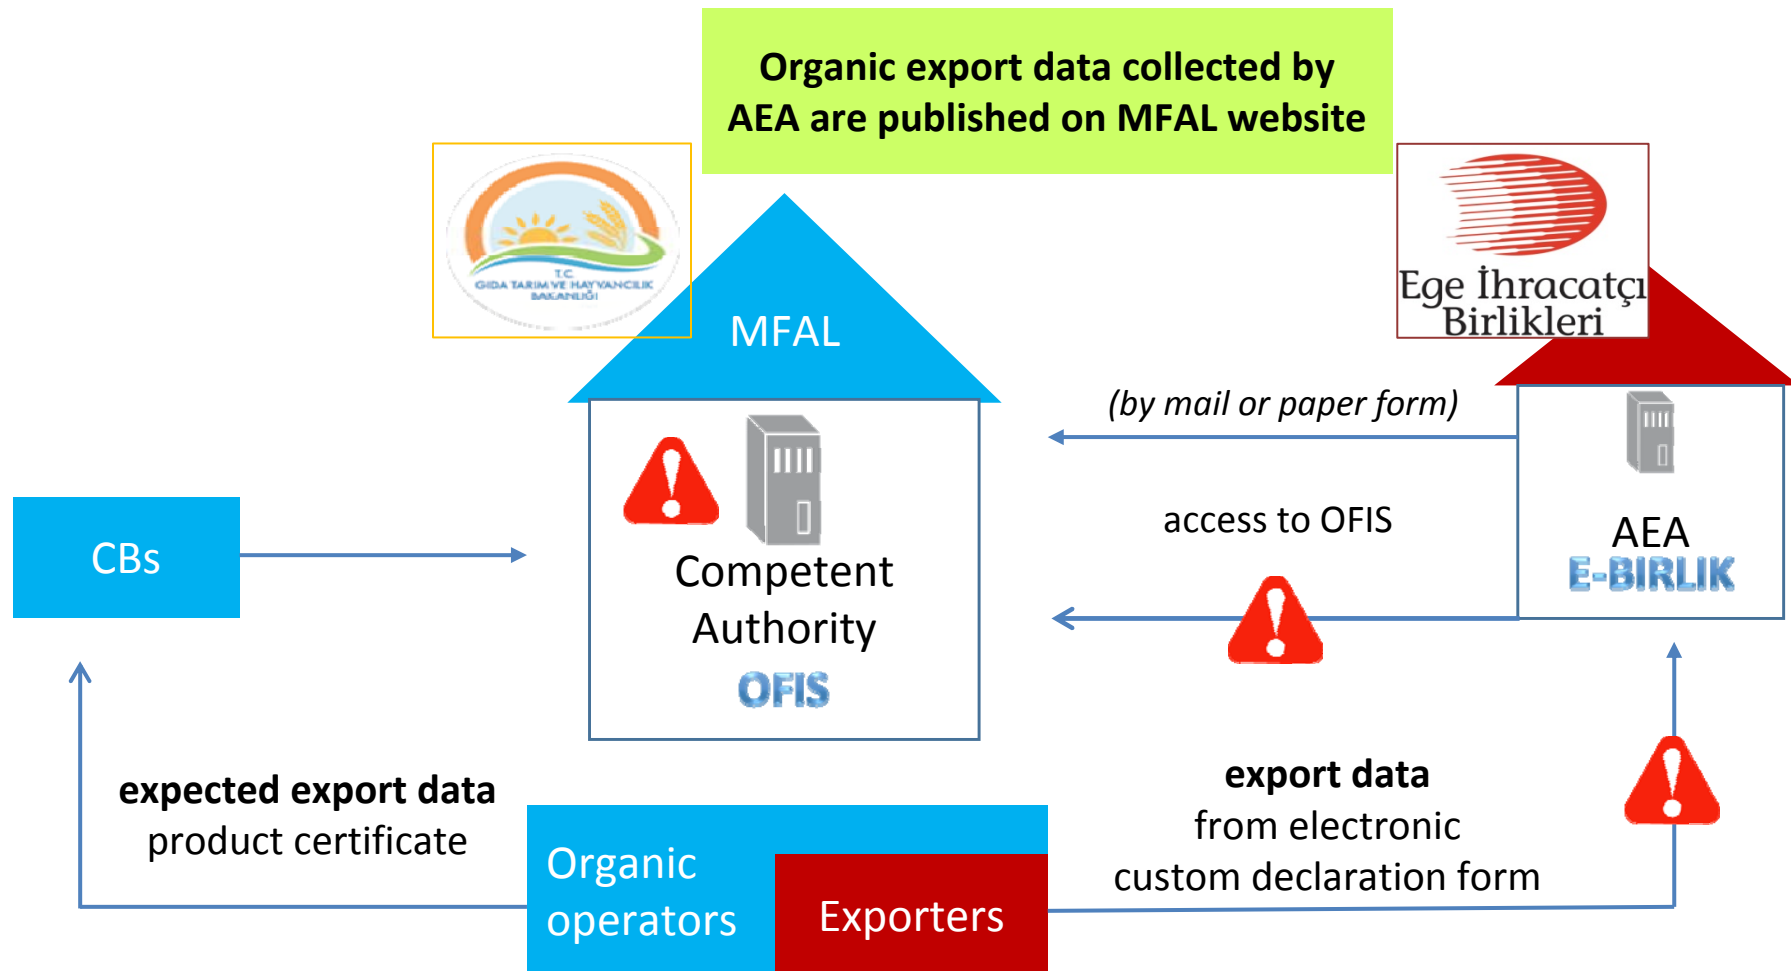 Organic export data collected by
AEA are published on MFAL website
T.C.
GIDA TARIM VE HAYVANCILIK
BAKANLIĞI
Ege İhracatçı
Birlikleri
MFAL
(by mail or paper form)
access to OFIS
AEA
E-BIRLIK
CBs
Competent
Authority
OFIS
expected export data
product certificate
export data
from electronic
custom declaration form
Organic
operators
Exporters